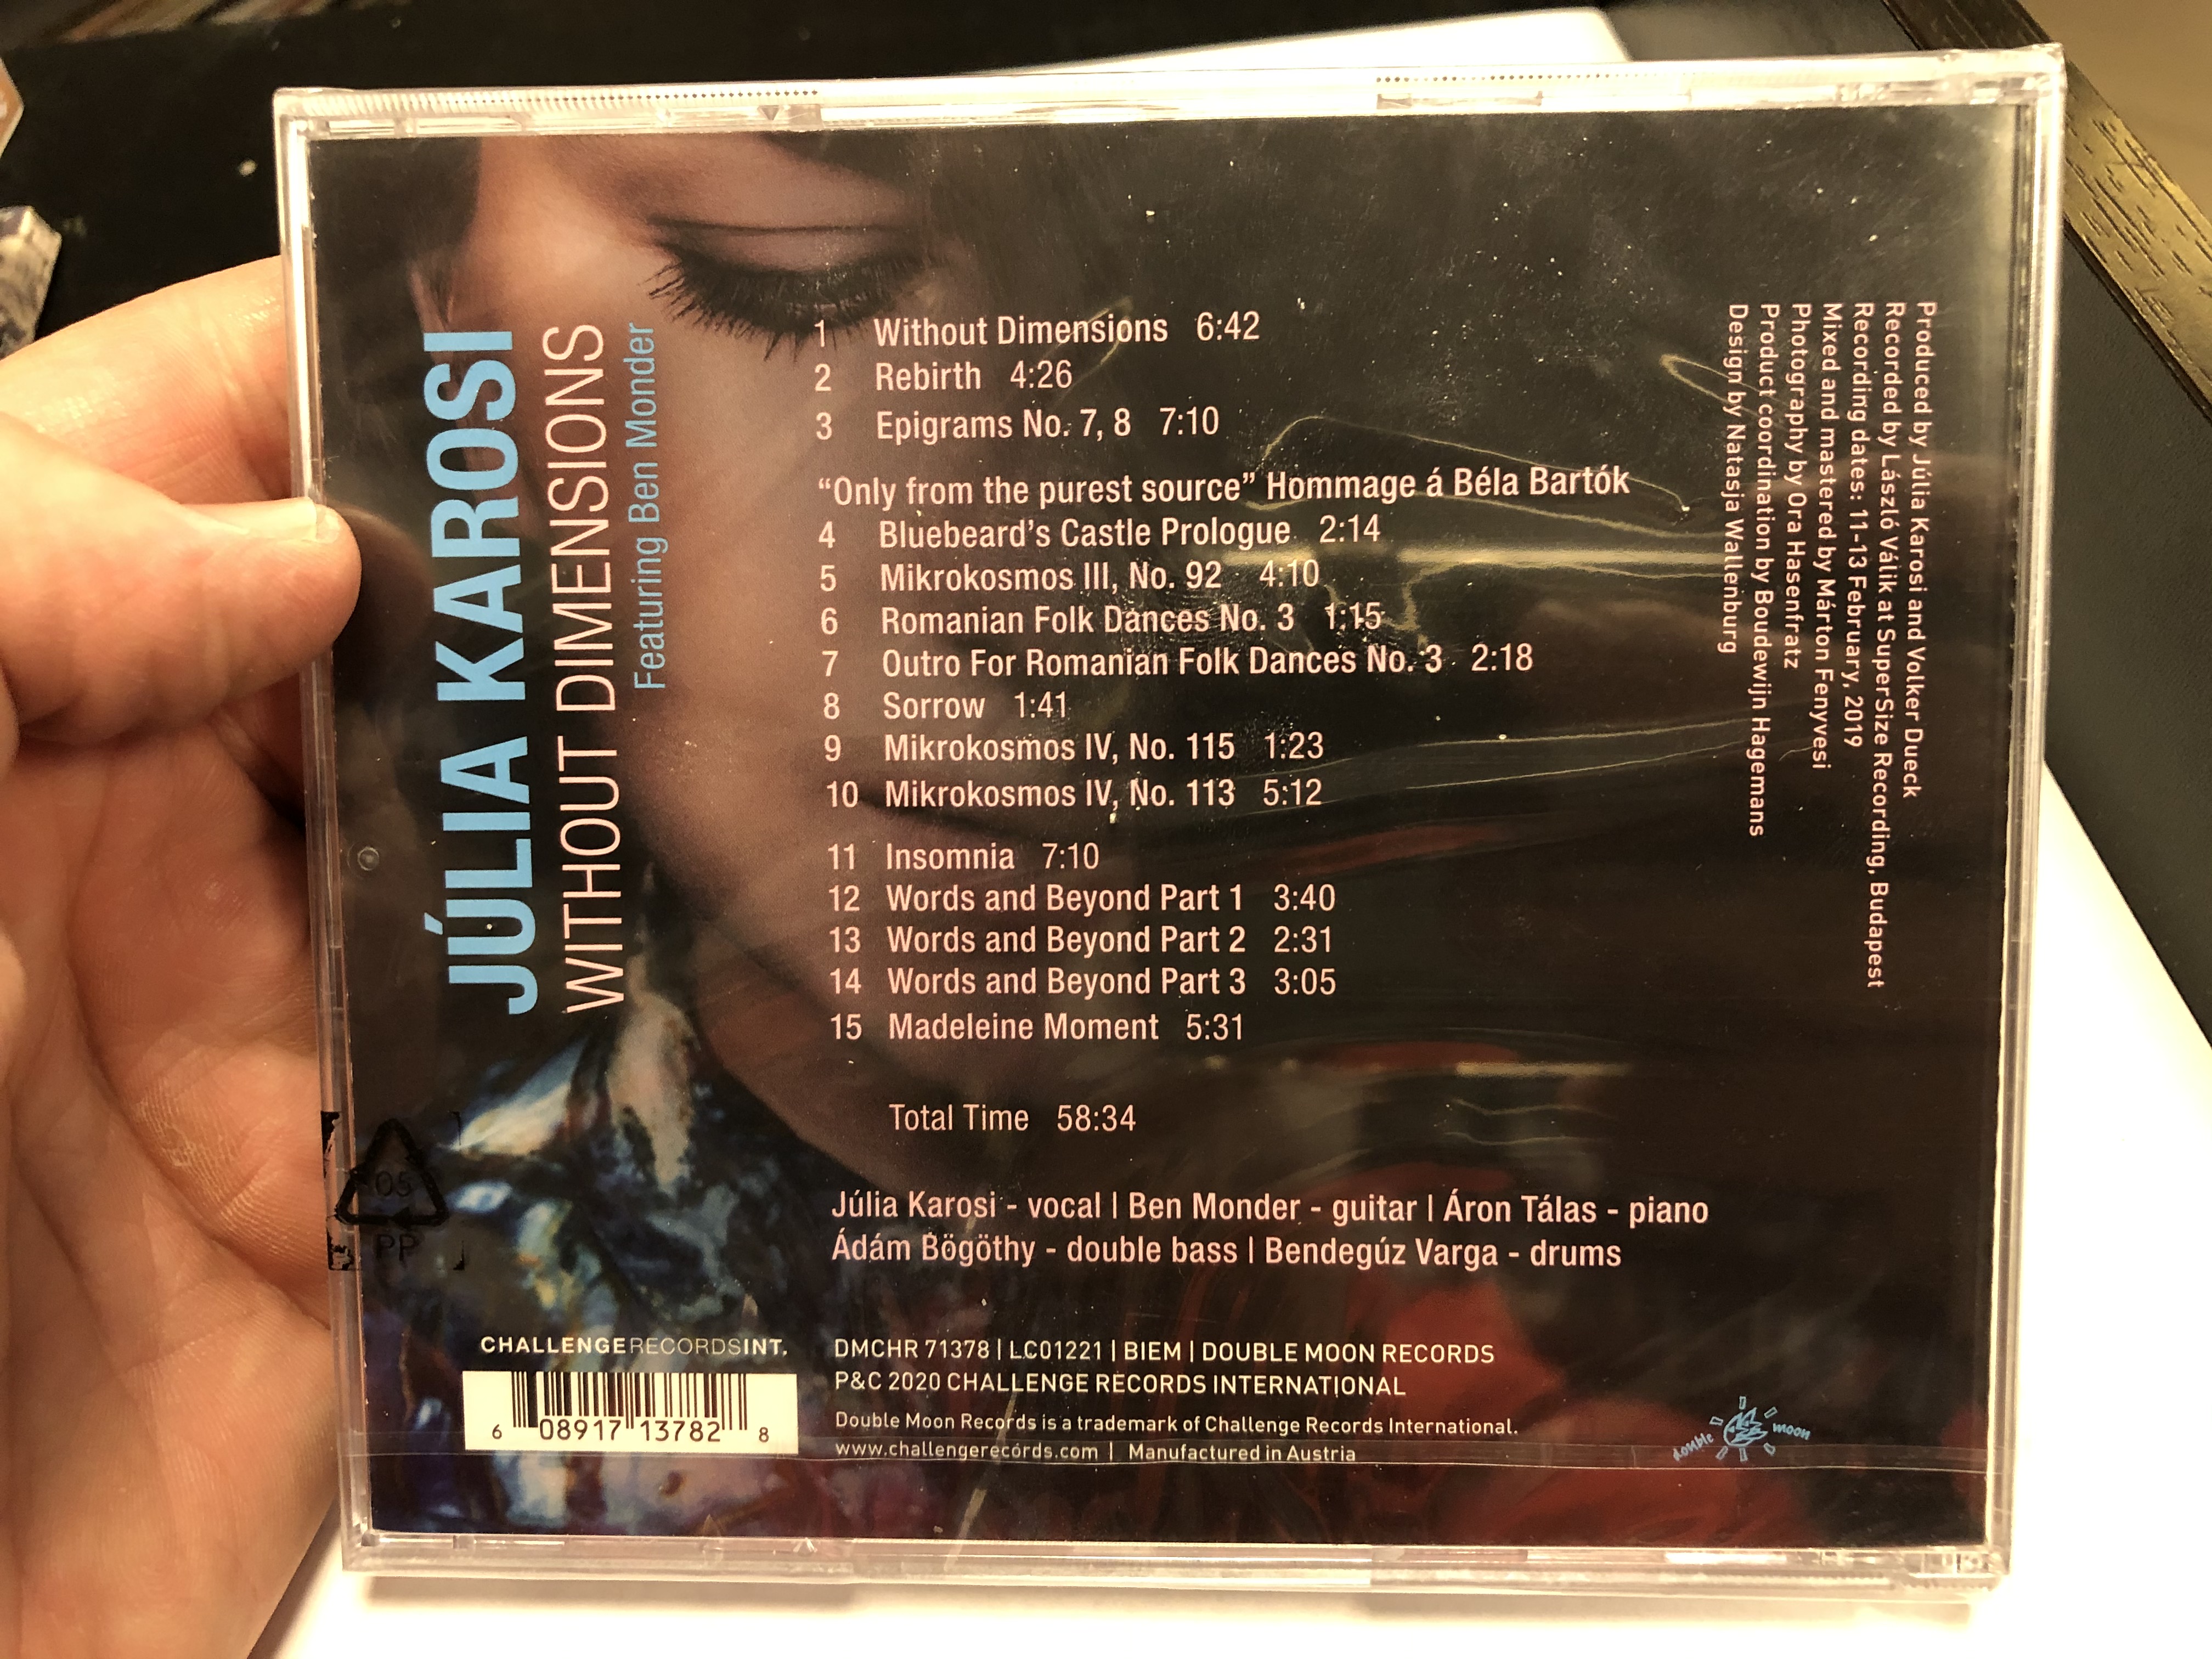 JÚLIA KAROSI
WITHOUT DIMENSIONS
Featuring Ben Monder
1 Without Dimensions 6:42
2 Rebirth 4:26
3 Epigrams No. 7, 8 7:10
“Only from the purest source” Hommage á Béla Bartók
4 Bluebeard’s Castle Prologue 2:14
5 Mikrokosmos III, No. 92 4:10
6 Romanian Folk Dances No. 3 1:15
7 Outro For Romanian Folk Dances No. 3 2:18
8 Sorrow 1:41
9 Mikrokosmos IV, No. 115 1:23
10 Mikrokosmos IV, No. 113 5:12
11 Insomnia 7:10
12 Words and Beyond Part 1 3:40
13 Words and Beyond Part 2 2:31
14 Words and Beyond Part 3 3:05
15 Madeleine Moment 5:31
Total Time 58:34
Júlia Karosi - vocal | Ben Monder - guitar | Áron Tálas - piano
Ádám Bögöthy - double bass | Bendegúz Varga - drums
Produced by Júlia Karosi and Volker Dueck
Recorded by László Válik at SuperSize Recording, Budapest
Recording dates: 11-13 February, 2019
Mixed and mastered by Márton Fenyvesi
Photography by Ora Hasenfratz
Product coordination by Boudewijn Hagemans
Design by Natasja Wallenburg
05
PP
CHALLENGERECORDSINT.
6 08917 13782 8
DMCHR 71378 | LC01221 | BIEM | DOUBLE MOON RECORDS
P&C 2020 CHALLENGE RECORDS INTERNATIONAL
Double Moon Records is a trademark of Challenge Records International.
www.challengerecords.com | Manufactured in Austria
double moon